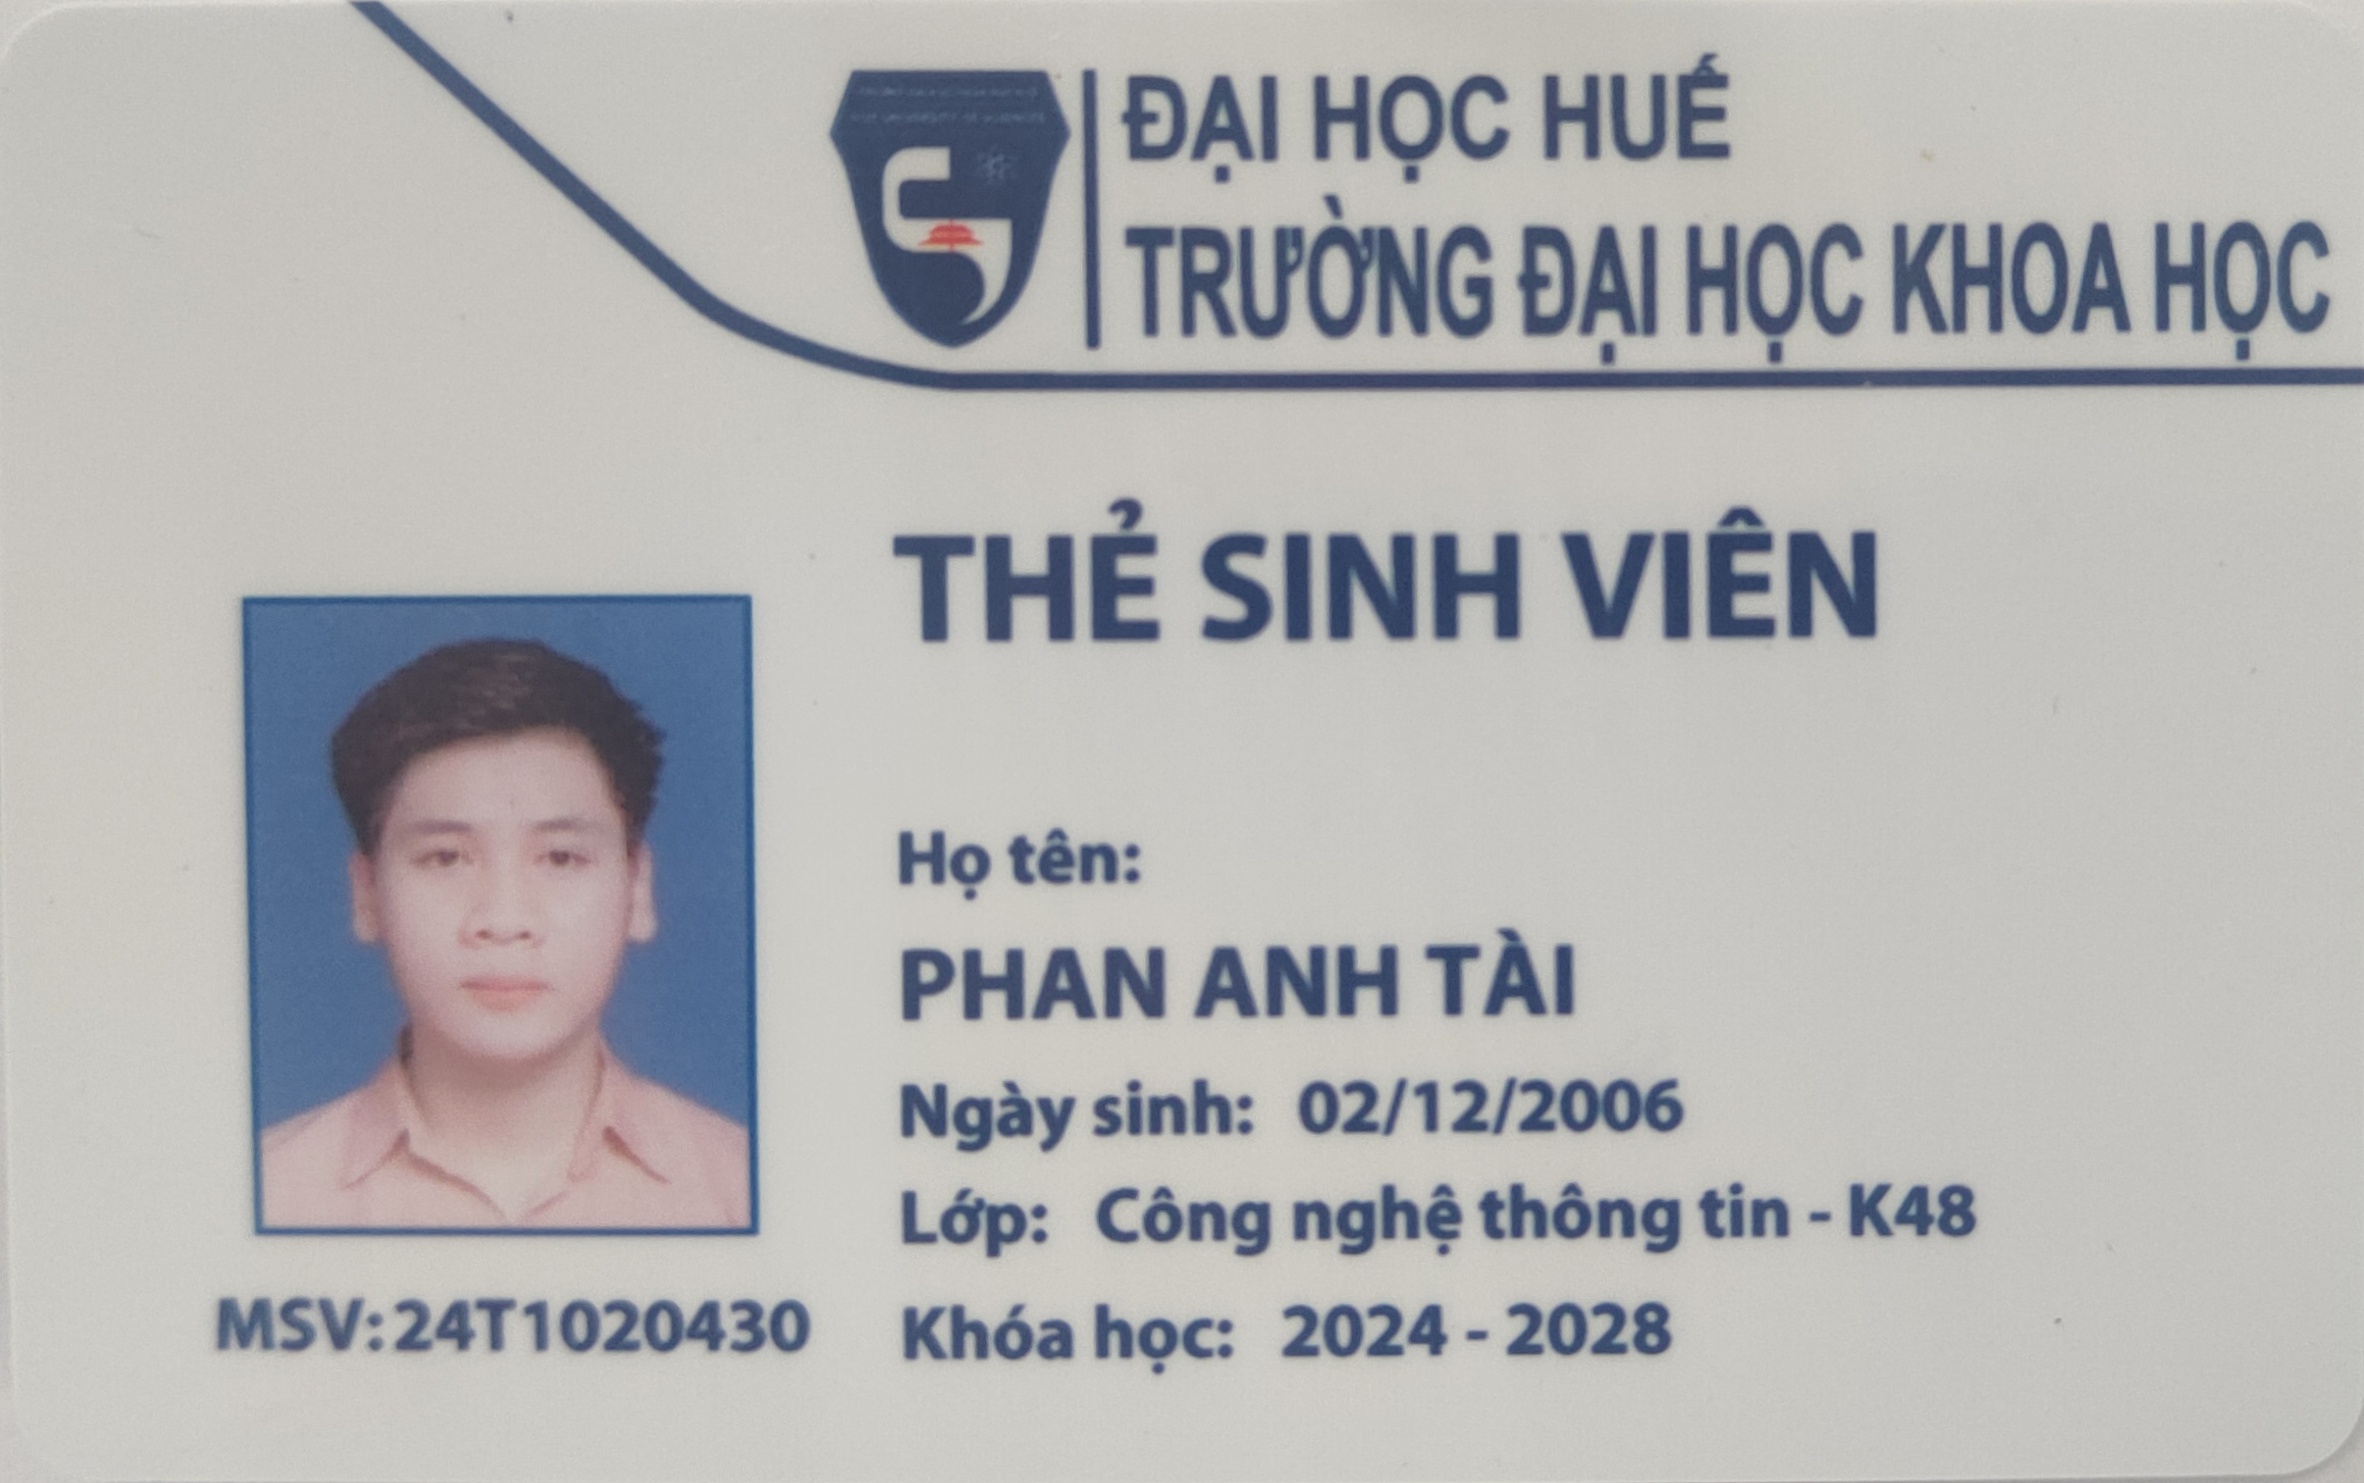 ĐẠI HỌC HUẾ
TRƯỜNG ĐẠI HỌC KHOA HỌC
THẺ SINH VIÊN
Họ tên:
PHAN ANH TÀI
Ngày sinh: 02/12/2006
Lớp: Công nghệ thông tin - K48
Khóa học: 2024 - 2028
MSV: 24T1020430